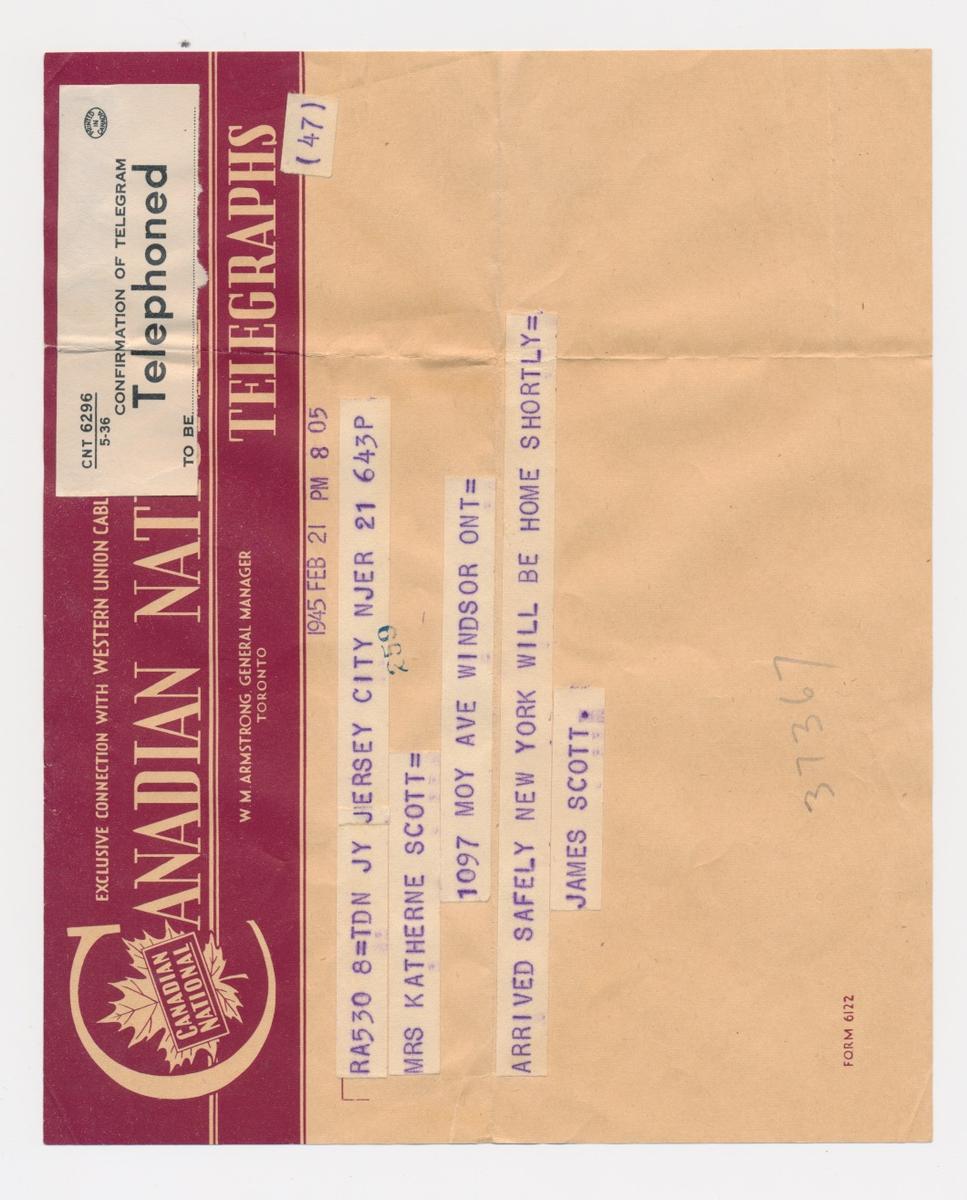 CNT 6296
5-36
PRINTED IN CANADA
CONFIRMATION OF TELEGRAM
Telephoned
TO BE
EXCLUSIVE CONNECTION WITH WESTERN UNION CABL
CANADIAN NAT
TELEGRAPHS
CANADIAN
NATIONAL
W. M. ARMSTRONG, GENERAL MANAGER
TORONTO
(47)
1945 FEB 21 PM 8 05
RA530 8=TDN JY JERSEY CITY NJER 21 643P
259
MRS KATHERNE SCOTT=
1097 MOY AVE WINDSOR ONT=
ARRIVED SAFELY NEW YORK WILL BE HOME SHORTLY=
JAMES SCOTT.
37367
FORM 6122